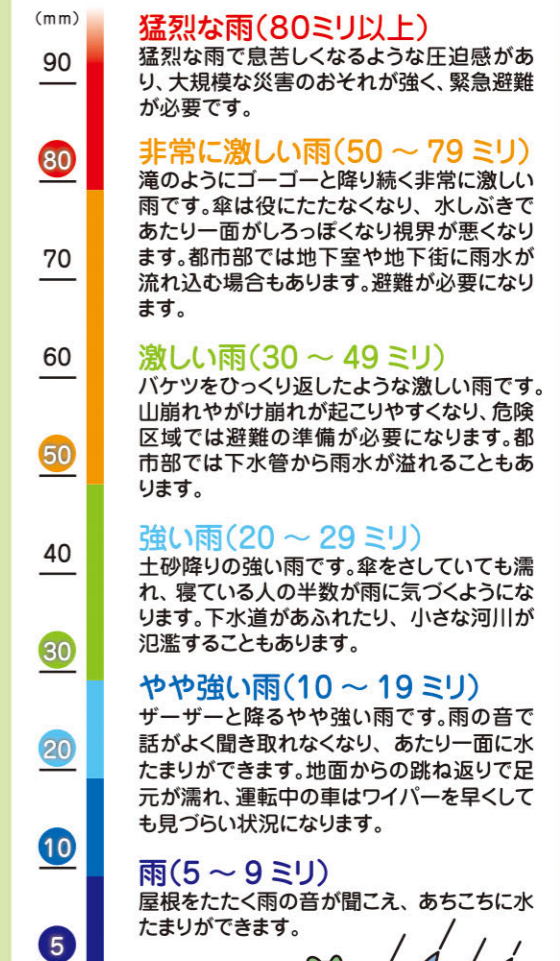 (mm)
90
80
70
60
50
40
30
20
10
5
猛烈な雨(80ミリ以上)
猛烈な雨で息苦しくなるような圧迫感があ
り、大規模な災害のおそれが強く、緊急避難
が必要です。
非常に激しい雨(50 ～ 79 ミリ)
滝のようにゴーゴーと降り続く非常に激しい
雨です。傘は役にたたなくなり、水しぶきで
あたり一面がしろっぽくなり視界が悪くなり
ます。都市部では地下室や地下街に雨水が
流れ込む場合もあります。避難が必要になり
ます。
激しい雨(30 ～ 49 ミリ)
バケツをひっくり返したような激しい雨です。
山崩れやがけ崩れが起こりやすくなり、危険
区域では避難の準備が必要になります。都
市部では下水管から雨水が溢れることもあ
ります。
強い雨(20 ～ 29 ミリ)
土砂降りの強い雨です。傘をさしていても濡
れ、寝ている人の半数が雨に気づくようにな
ります。下水道があふれたり、小さな河川が
氾濫することもあります。
やや強い雨(10 ～ 19 ミリ)
ザーザーと降るやや強い雨です。雨の音で
話がよく聞き取れなくなり、あたり一面に水
たまりができます。地面からの跳ね返りで足
元が濡れ、運転中の車はワイパーを早くして
も見づらい状況になります。
雨(5 ～ 9 ミリ)
屋根をたたく雨の音が聞こえ、あちこちに水
たまりができます。